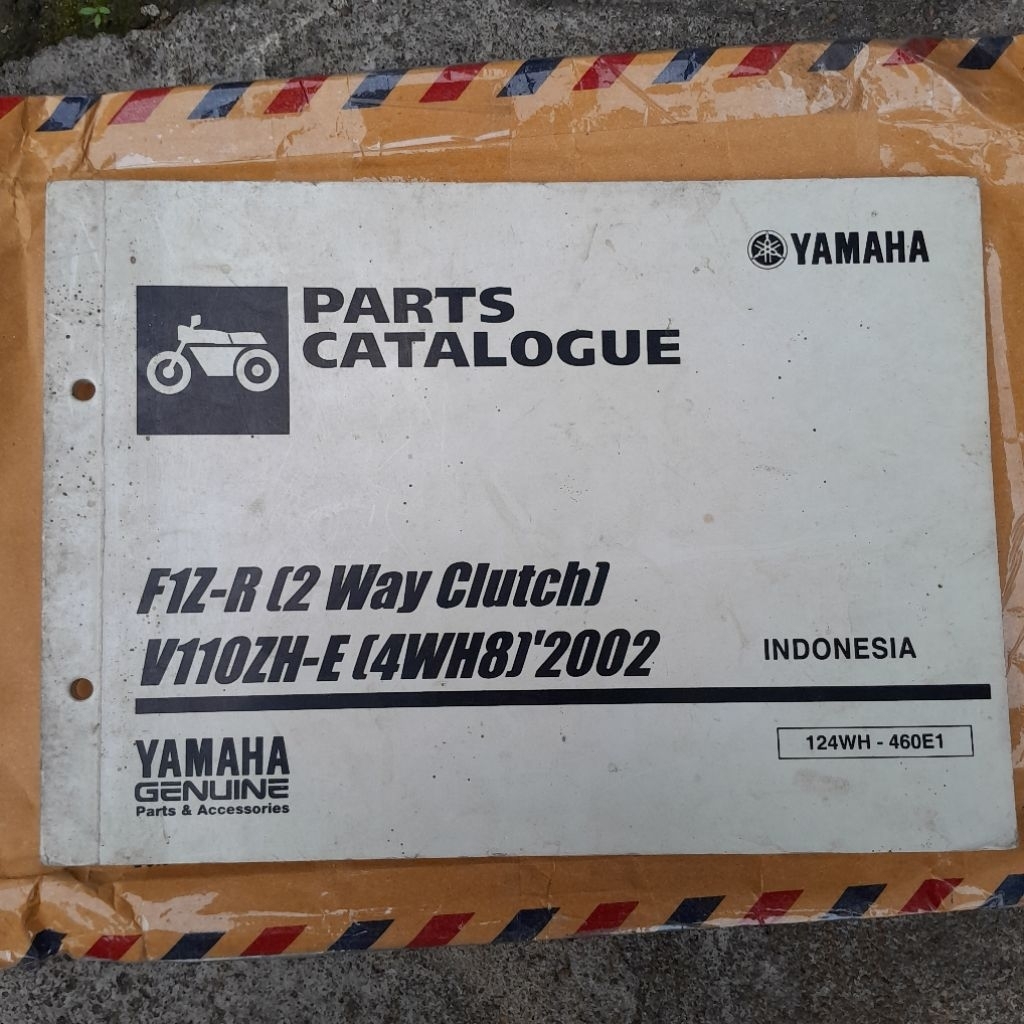 YAMAHA
PARTS
CATALOGUE
F1Z-R (2 Way Clutch)
V110ZH-E (4WH8)'2002
INDONESIA
124WH - 460E1
YAMAHA
GENUINE
Parts & Accessories